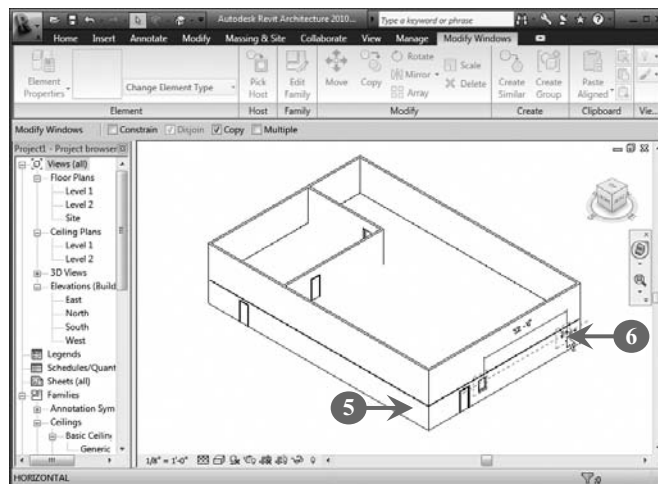 Autodesk Revit Architecture 2010...
Type a keyword or phrase
Home Insert Annotate Modify Massing & Site Collaborate View Manage Modify Windows
Element Properties
Change Element Type
Pick Host
Edit Family
Move
Copy
Rotate
Mirror
Array
Scale
Delete
Create Similar
Create Group
Paste Aligned
Element Host Family Modify Create Clipboard Vie...
Modify Windows Constrain Disjoin Copy Multiple
Project1 - Project browser
Views (all)
Floor Plans
Level 1
Level 2
Site
Ceiling Plans
Level 1
Level 2
3D Views
Elevations (Build
East
North
South
West
Legends
Schedules/Quant
Sheets (all)
Families
Annotation Sym
Ceilings
Basic Ceilin
Generic
6
5
1/8" = 1'-0"
HORIZONTAL
:0